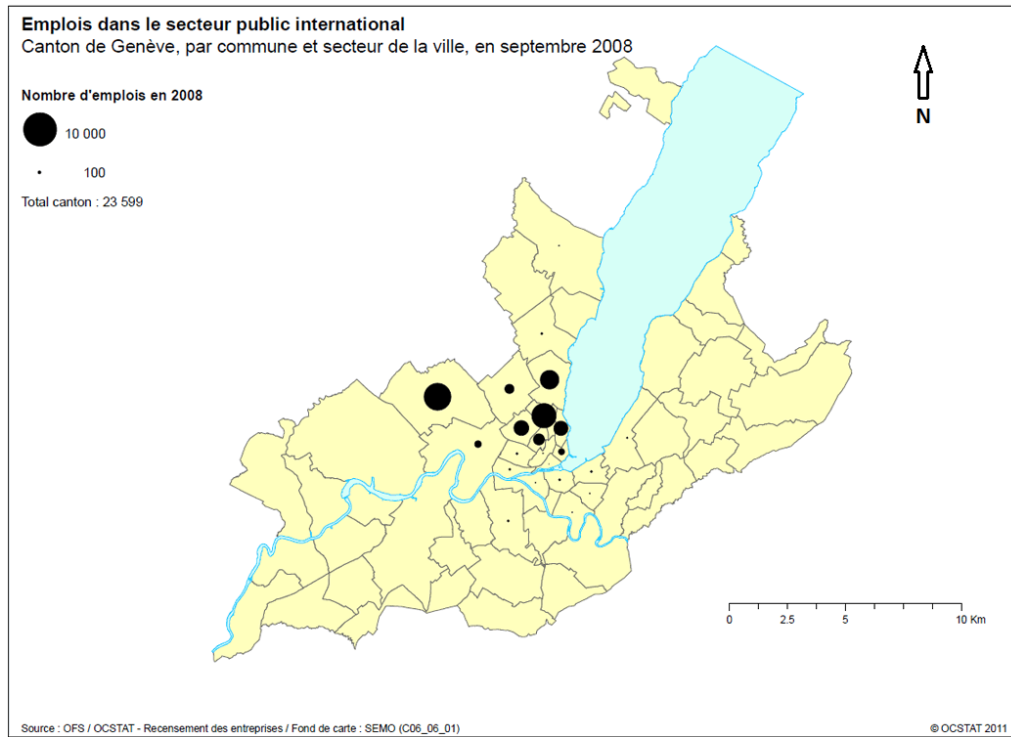 Emplois dans le secteur public international
Canton de Genève, par commune et secteur de la ville, en septembre 2008
Nombre d'emplois en 2008
10 000
100
Total canton : 23 599
N
0 2.5 5 10 Km
Source : OFS / OCSTAT - Recensement des entreprises / Fond de carte : SEMO (C06_06_01)
© OCSTAT 2011